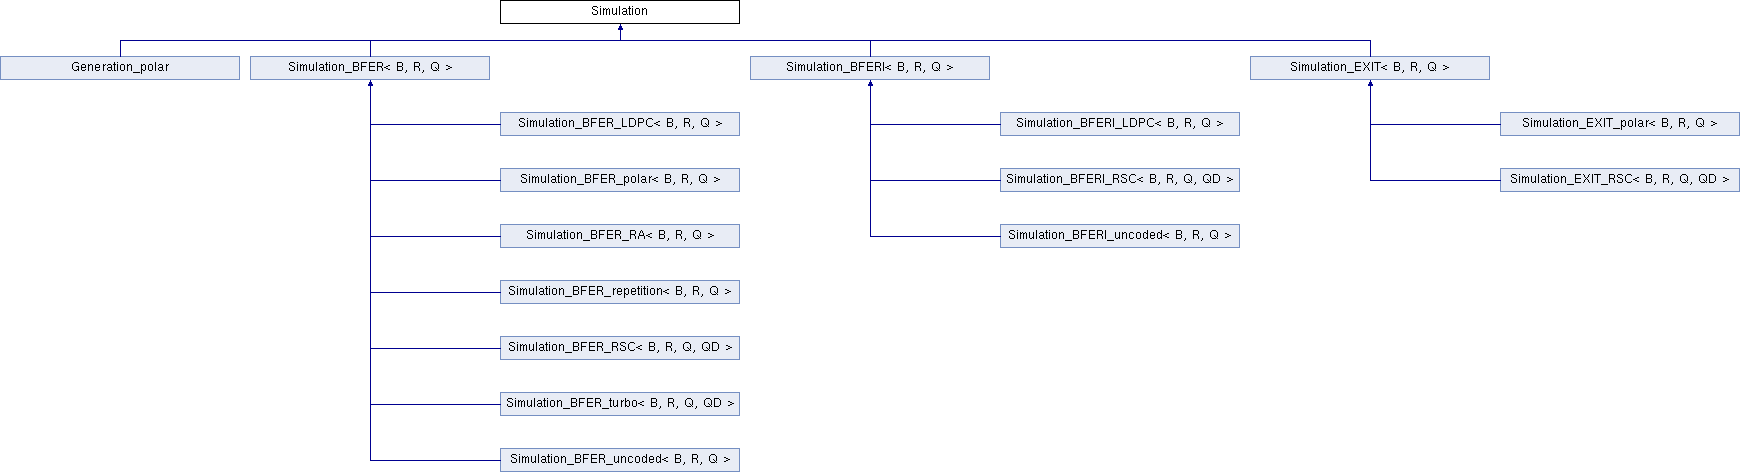 Simulation
Generation_polar
Simulation_BFER< B, R, Q >
Simulation_BFERI< B, R, Q >
Simulation_EXIT< B, R, Q >
Simulation_BFER_LDPC< B, R, Q >
Simulation_BFERI_LDPC< B, R, Q >
Simulation_EXIT_polar< B, R, Q >
Simulation_BFER_polar< B, R, Q >
Simulation_BFERI_RSC< B, R, Q, QD >
Simulation_EXIT_RSC< B, R, Q, QD >
Simulation_BFER_RA< B, R, Q >
Simulation_BFERI_uncoded< B, R, Q >
Simulation_BFER_repetition< B, R, Q >
Simulation_BFER_RSC< B, R, Q, QD >
Simulation_BFER_turbo< B, R, Q, QD >
Simulation_BFER_uncoded< B, R, Q >